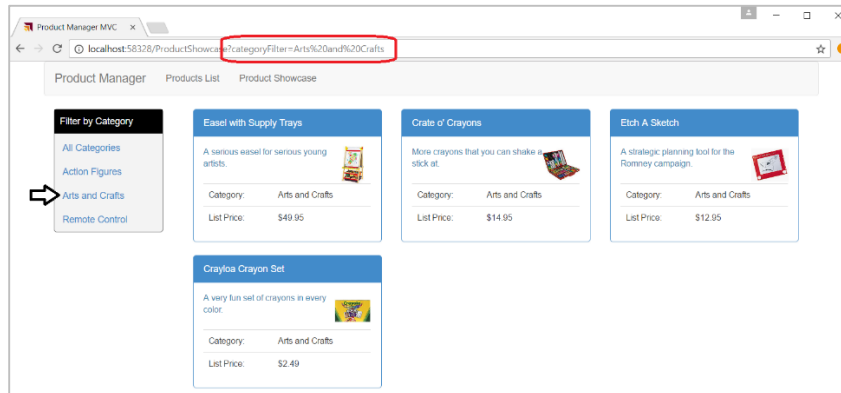 Product Manager MVC
localhost:58328/ProductShowcase?categoryFilter=Arts%20and%20Crafts
Product Manager Products List Product Showcase
Filter by Category
All Categories
Action Figures
Arts and Crafts
Remote Control
Easel with Supply Trays
A serious easel for serious young
artists.
Category: Arts and Crafts
List Price: $49.95
Crate o' Crayons
More crayons that you can shake a
stick at.
Category: Arts and Crafts
List Price: $14.95
Etch A Sketch
A strategic planning tool for the
Romney campaign.
Category: Arts and Crafts
List Price: $12.95
Crayloa Crayon Set
A very fun set of crayons in every
color.
Category: Arts and Crafts
List Price: $2.49